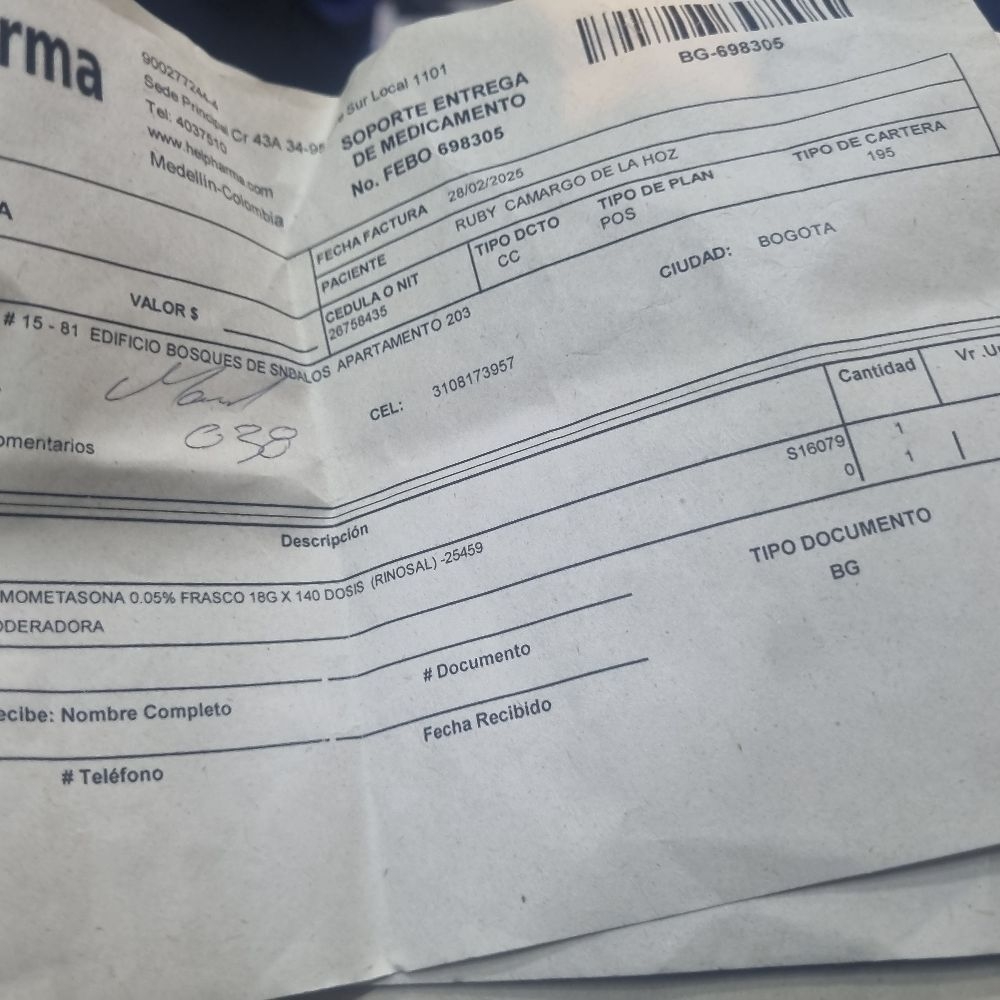 rma
900277244-4
Sede Principal Cr 43A 34-95
Tel: 4037510
www.helpharma.com
Medellin-Colombia
Sur Local 1101
SOPORTE ENTREGA
DE MEDICAMENTO
No. FEBO 698305
BG-698305
FECHA FACTURA 28/02/2025
PACIENTE RUBY CAMARGO DE LA HOZ
CEDULA O NIT TIPO DCTO TIPO DE PLAN TIPO DE CARTERA
26758435 CC POS 195
A
VALOR $
# 15 - 81 EDIFICIO BOSQUES DE SNDALOS APARTAMENTO 203
CIUDAD: BOGOTA
CEL: 3108173957
038
omentarios
Descripción Cantidad Vr .Un
MOMETASONA 0.05% FRASCO 18G X 140 DOSIS (RINOSAL) -25459 S16079 1
ODERADORA 0 1
TIPO DOCUMENTO
BG
# Documento
ecibe: Nombre Completo
Fecha Recibido
# Teléfono